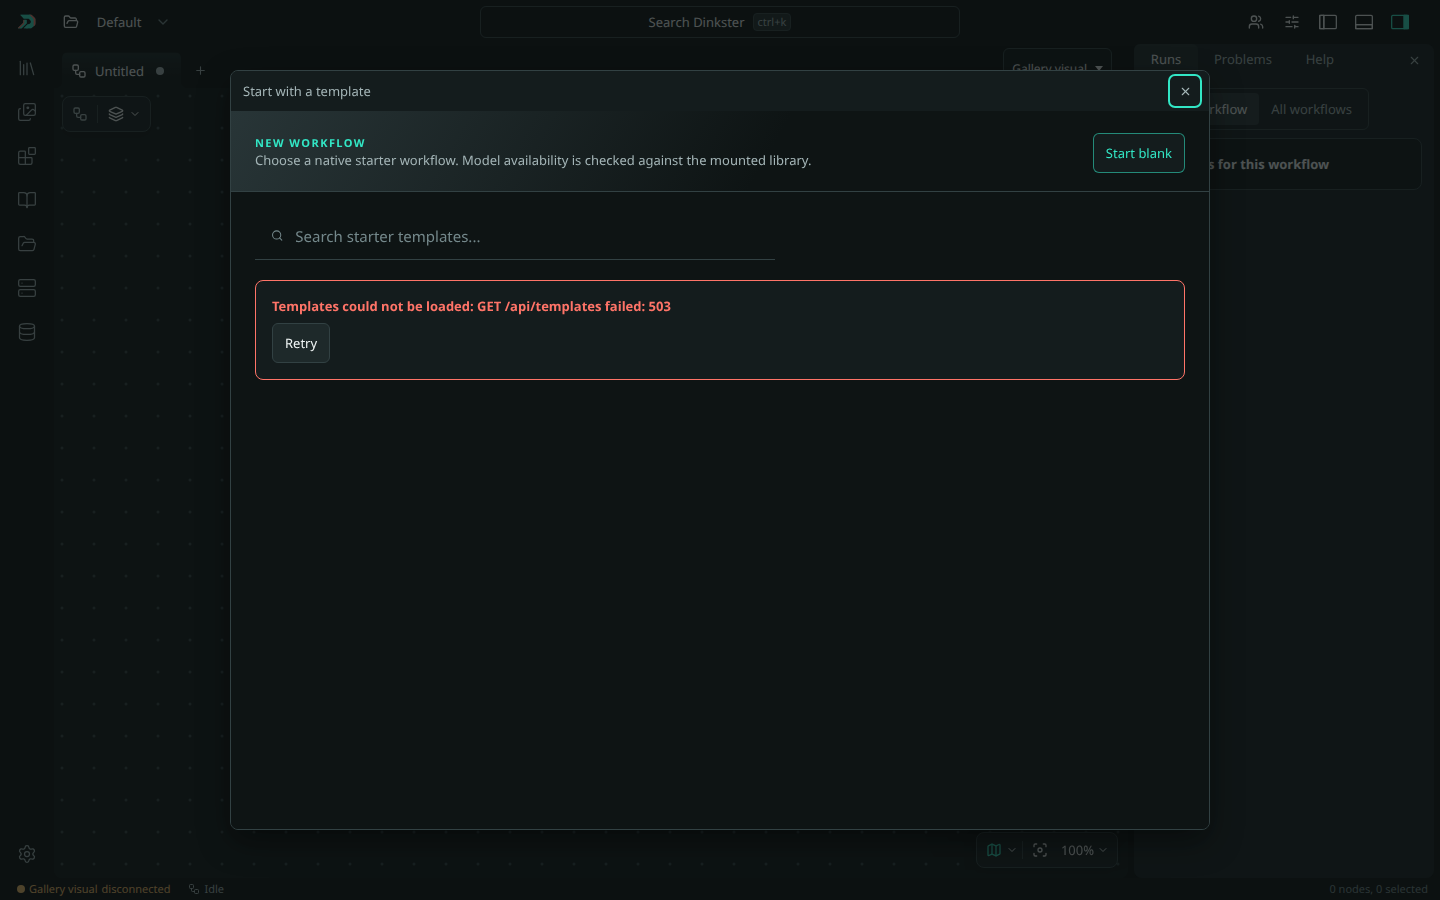 Default
Search Dinkster ctrl+k
Untitled
Gallery visual
Runs Problems Help
Start with a template
rkflow All workflows
NEW WORKFLOW
Choose a native starter workflow. Model availability is checked against the mounted library.
Start blank
s for this workflow
Search starter templates...
Templates could not be loaded: GET /api/templates failed: 503
Retry
100%
Gallery visual disconnected Idle
0 nodes, 0 selected